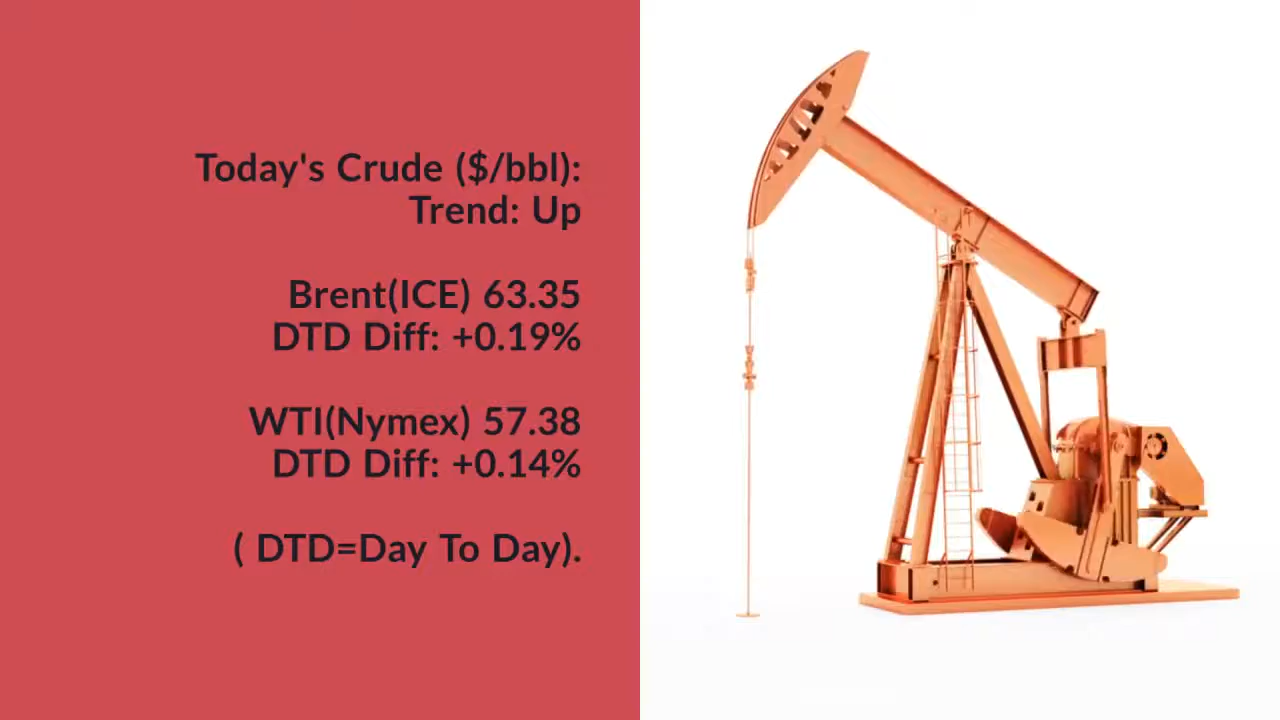 Today's Crude ($/bbl):
Trend: Up
Brent(ICE) 63.35
DTD Diff: +0.19%
WTI(Nymex) 57.38
DTD Diff: +0.14%
( DTD=Day To Day).